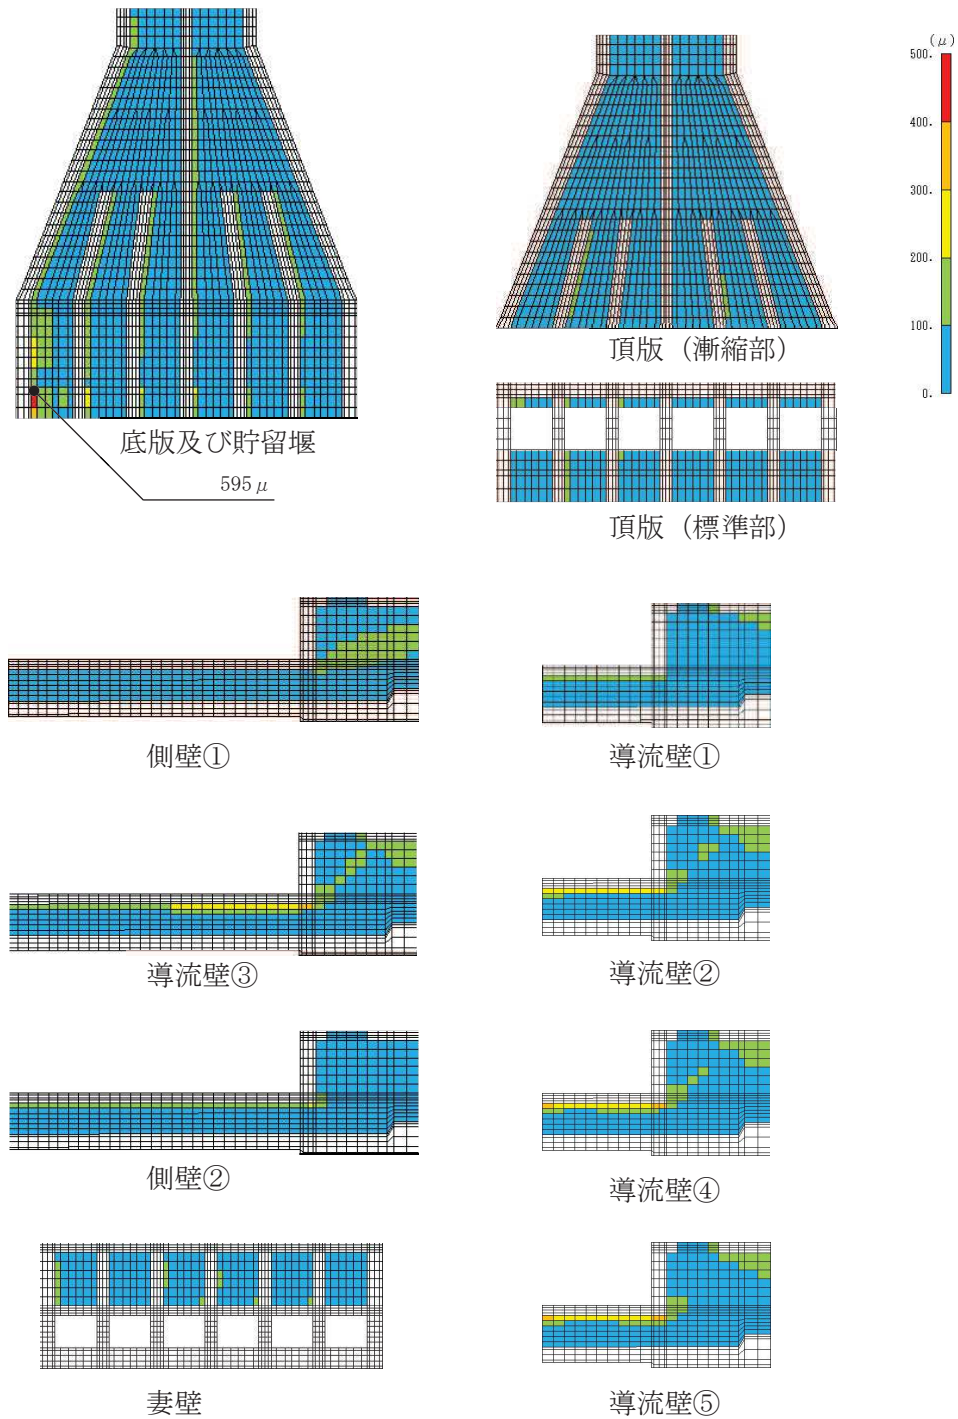 (μ)
500.
400.
300.
200.
100.
0.
頂版（漸縮部）
底版及び貯留堰
595μ
頂版（標準部）
側壁①
導流壁①
導流壁③
導流壁②
側壁②
導流壁④
妻壁
導流壁⑤